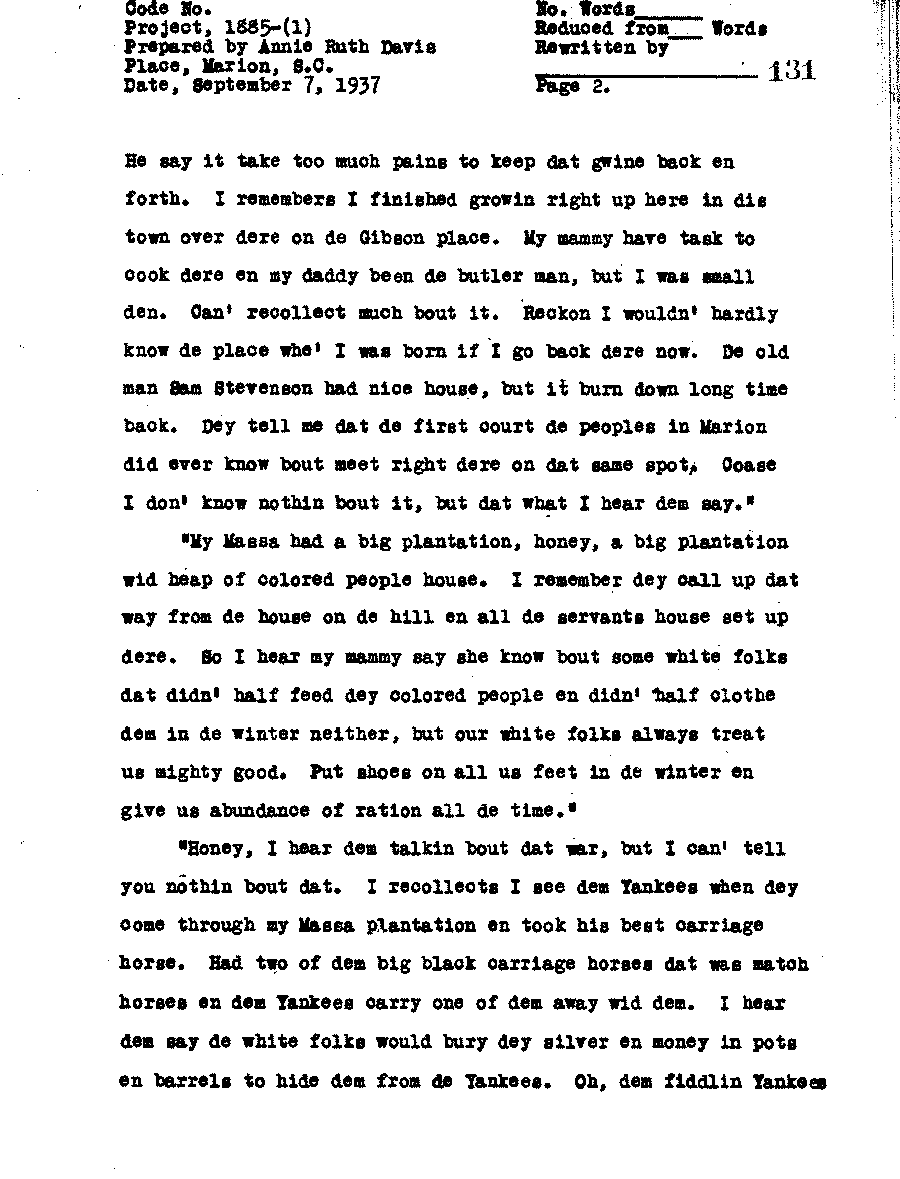 Code No.
Project, 1885-(1)
Prepared by Annie Ruth Davis
Place, Marion, S.C.
Date, September 7, 1937
No. Words
Reduced from Words
Rewritten by
131
Page 2.
He say it take too much pains to keep dat gwine back en
forth. I remembers I finished growin right up here in dis
town over dere on de Gibson place. My mammy have task to
cook dere en my daddy been de butler man, but I was small
den. Can' recollect much bout it. Reckon I wouldn' hardly
know de place whe' I was born if I go back dere now. De old
man Sam Stevenson had nice house, but it burn down long time
back. Dey tell me dat de first court de peoples in Marion
did ever know bout meet right dere on dat same spot. Coase
I don' know nothin bout it, but dat what I hear dem say."
"My Massa had a big plantation, honey, a big plantation
wid heap of colored people house. I remember dey call up dat
way from de house on de hill en all de servants house set up
dere. So I hear my mammy say she know bout some white folks
dat didn' half feed dey colored people en didn' half clothe
dem in de winter neither, but our white folks always treat
us mighty good. Put shoes on all us feet in de winter en
give us abundance of ration all de time."
"Honey, I hear dem talkin bout dat war, but I can' tell
you nothin bout dat. I recollects I see dem Yankees when dey
come through my Massa plantation en took his best carriage
horse. Had two of dem big black carriage horses dat was match
horses en dem Yankees carry one of dem away wid dem. I hear
dem say de white folks would bury dey silver en money in pots
en barrels to hide dem from de Yankees. Oh, dem fiddlin Yankees